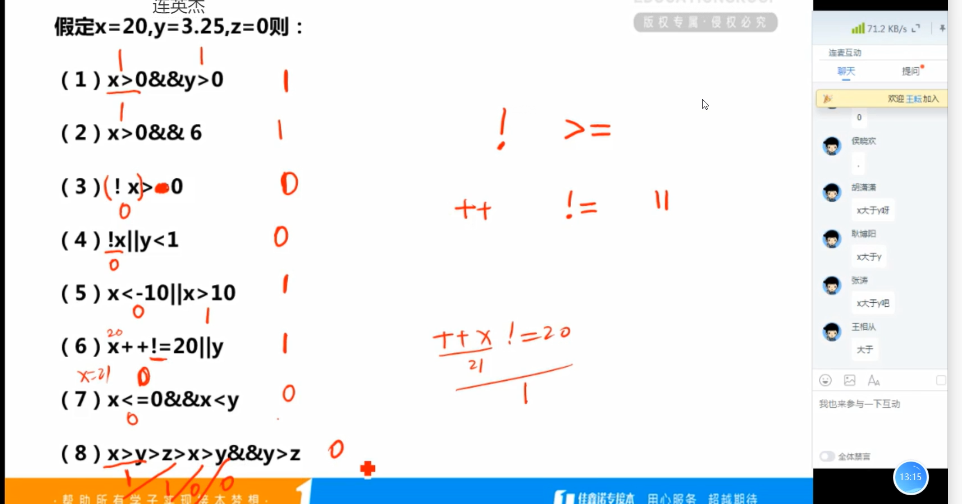 连英杰
假定x=20,y=3.25,z=0则：
版权专属·侵权必究
1 1
（1）x>0&&y>0 1
1
（2）x>0&& 6 1
（3）(! x)>0 0
0
（4）!x||y<1 0
0
（5）x<-10||x>10 1
0 1
20
（6）x++!=20||y 1
x=21 0
（7）x<=0&&x<y 0
0
（8）x>y>z>x>y&&y>z 0
1 1 0 0
! >=
++ != ||
++x !=20
21
1
·帮助所有学子实现本梦想·
佳鑫诺专接本 用心服务 超越期待
71.2 KB/s
连麦互动
聊天 提问
欢迎 王耘加入
0
侯晓欢
.
胡潇潇
x大于y呀
耿墉阳
x大于y
张涛
x大于y吧
王相从
大于
我也来参与一下互动
全体禁言
13:15